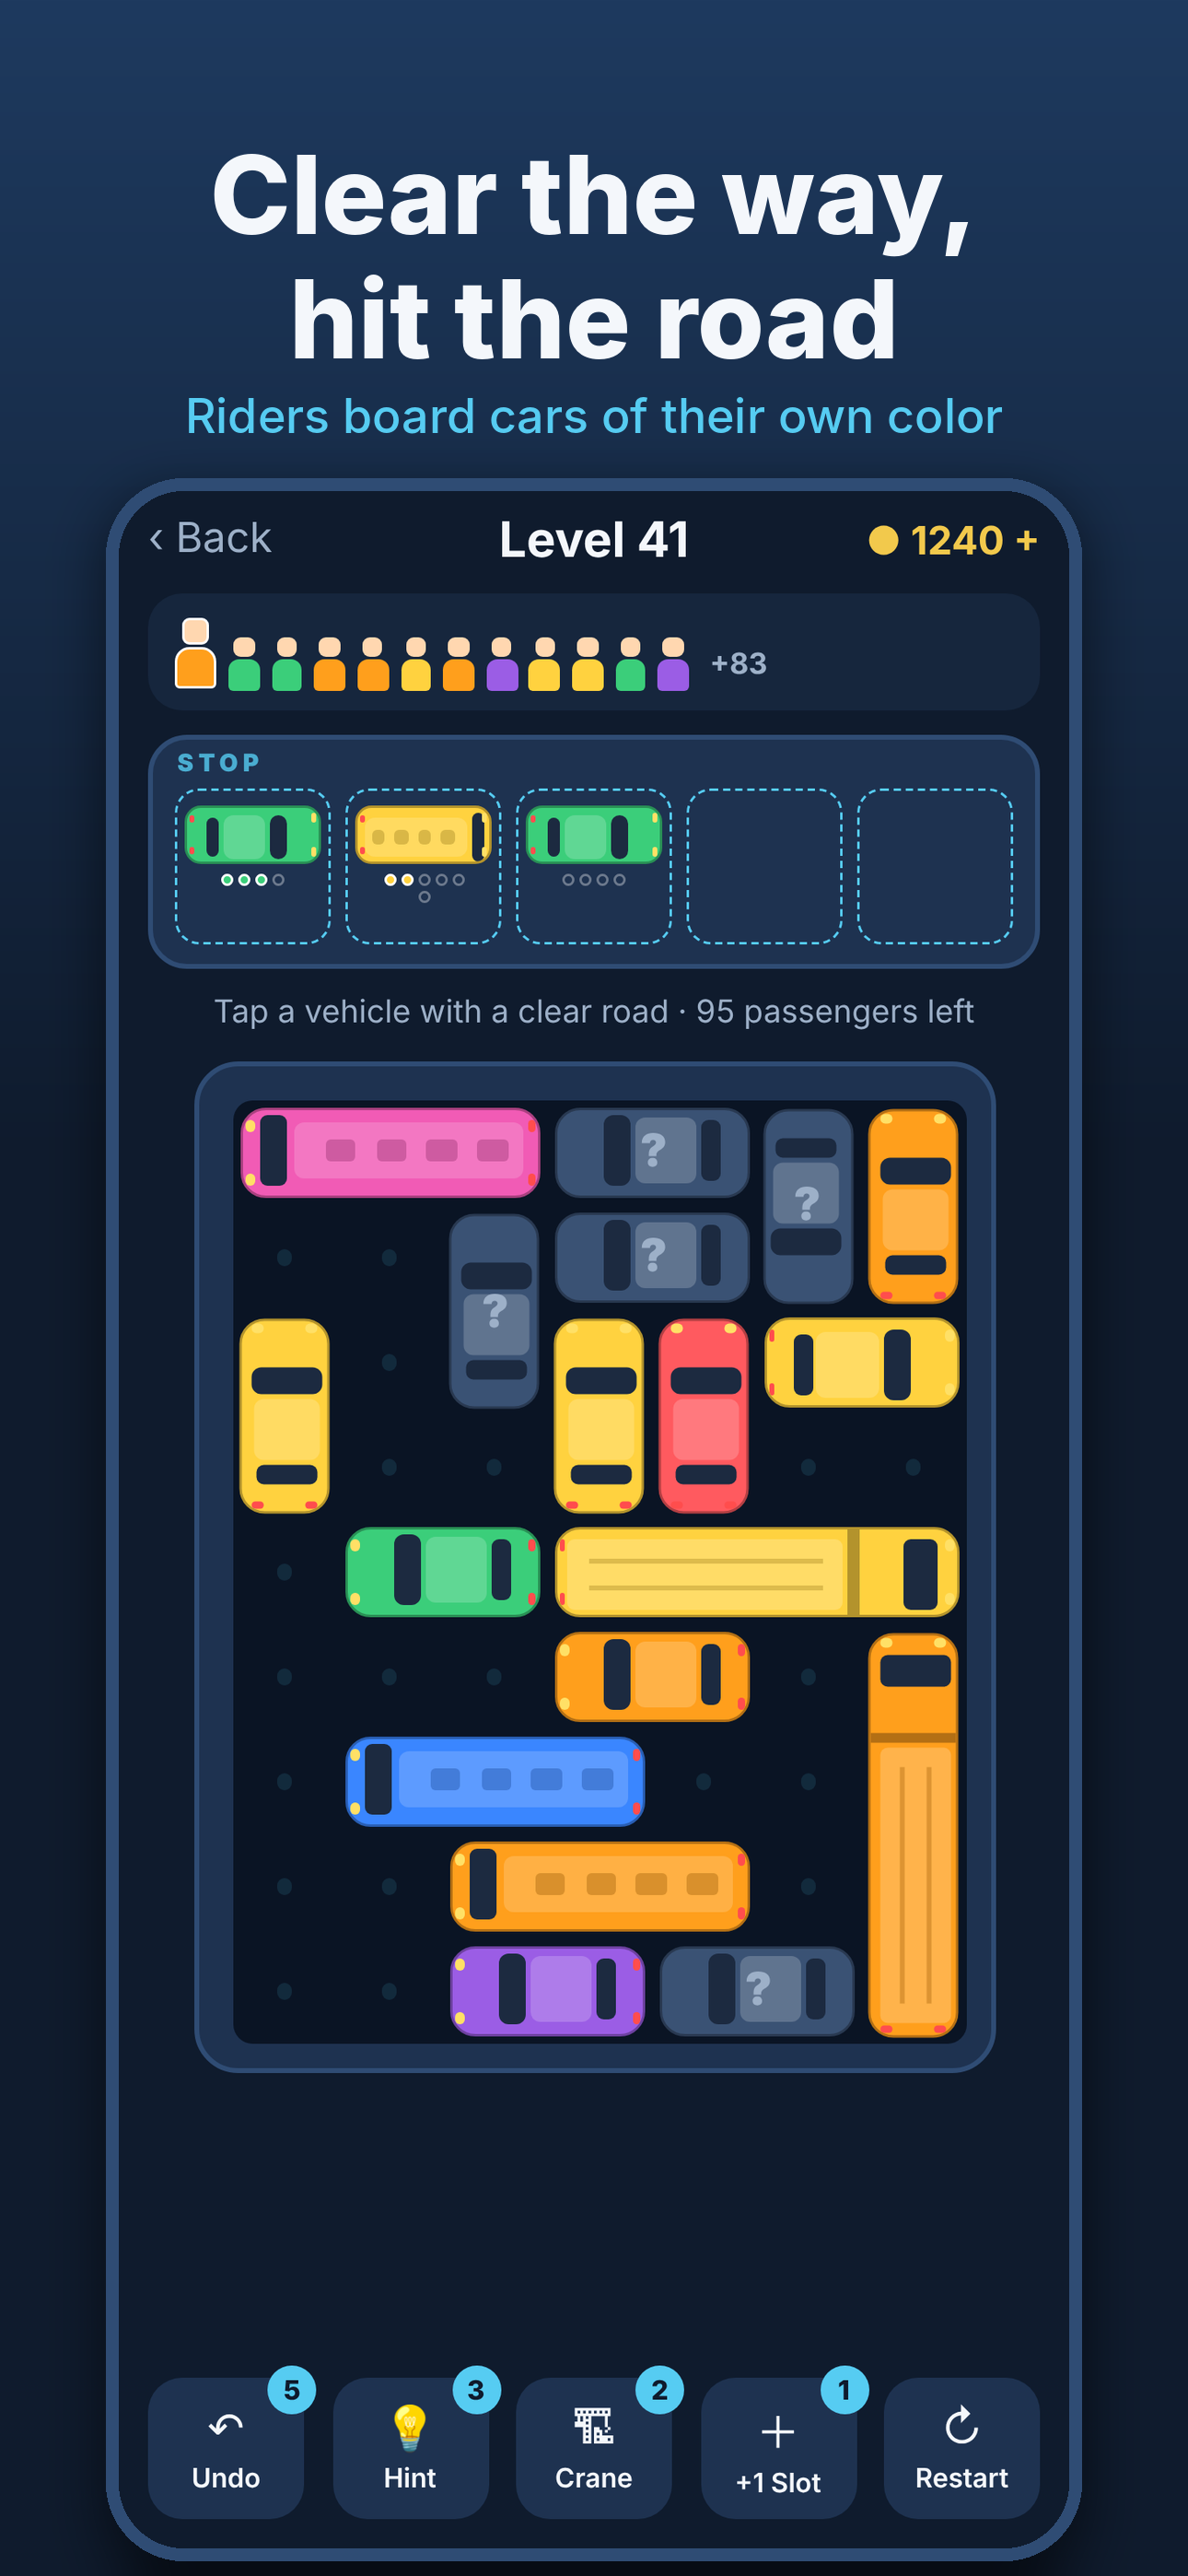 Clear the way,
hit the road
Riders board cars of their own color
‹ Back
Level 41
1240 +
+83
STOP
Tap a vehicle with a clear road · 95 passengers left
?
?
?
?
?
5
3
2
1
Undo
Hint
Crane
+1 Slot
Restart